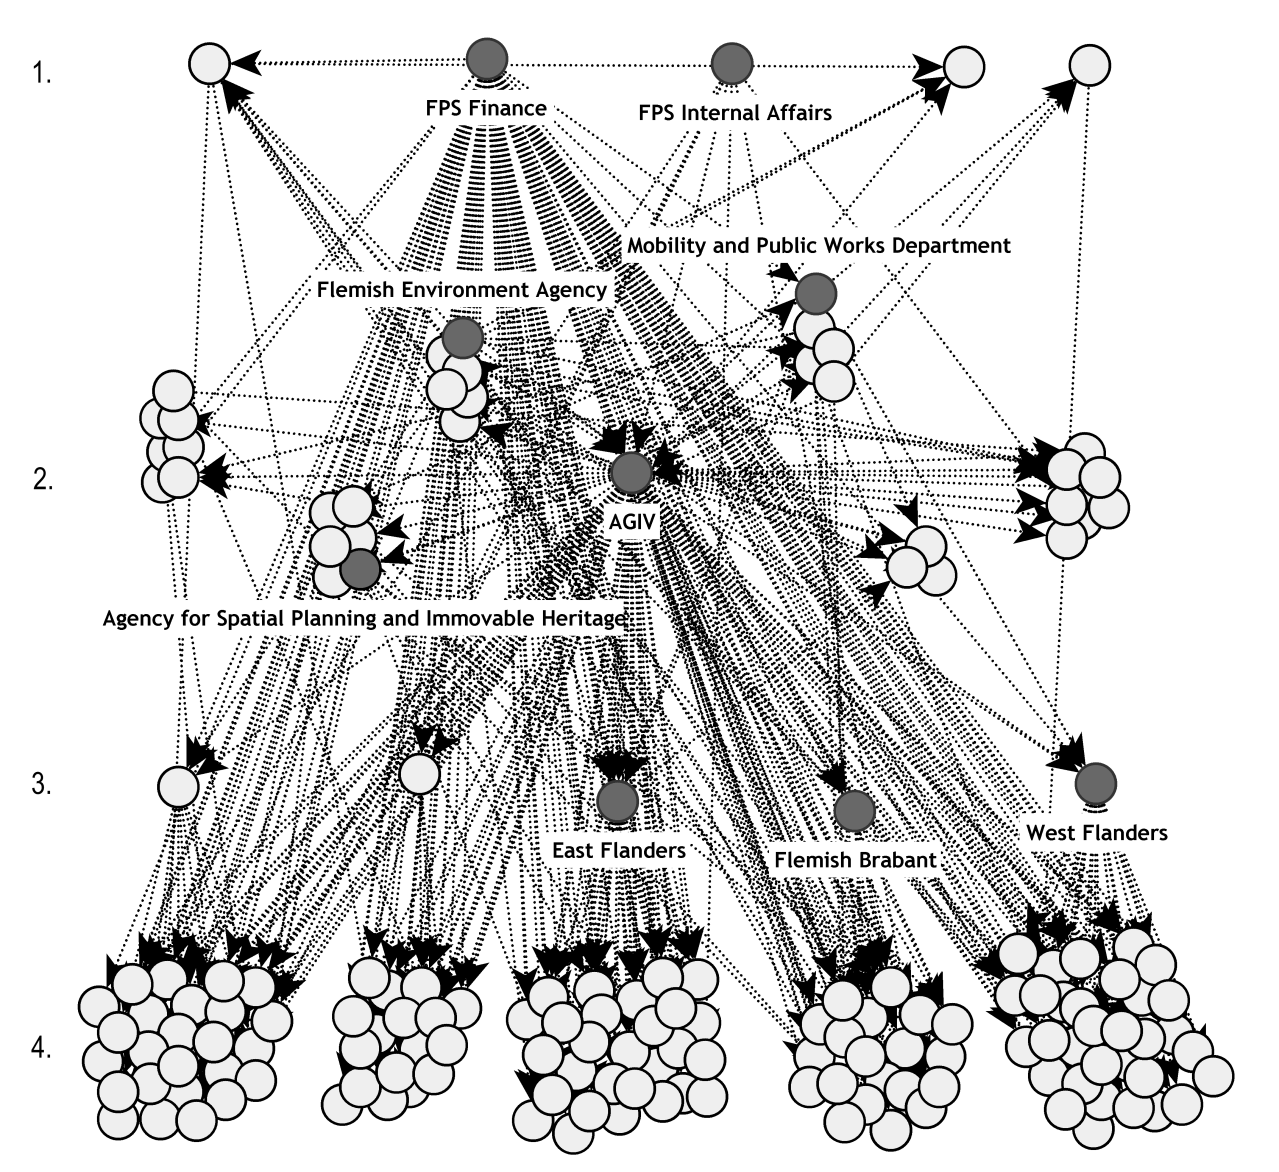 1.
FPS Finance
FPS Internal Affairs
Mobility and Public Works Department
Flemish Environment Agency
2.
AGIV
Agency for Spatial Planning and Immovable Heritage
3.
East Flanders
Flemish Brabant
West Flanders
4.